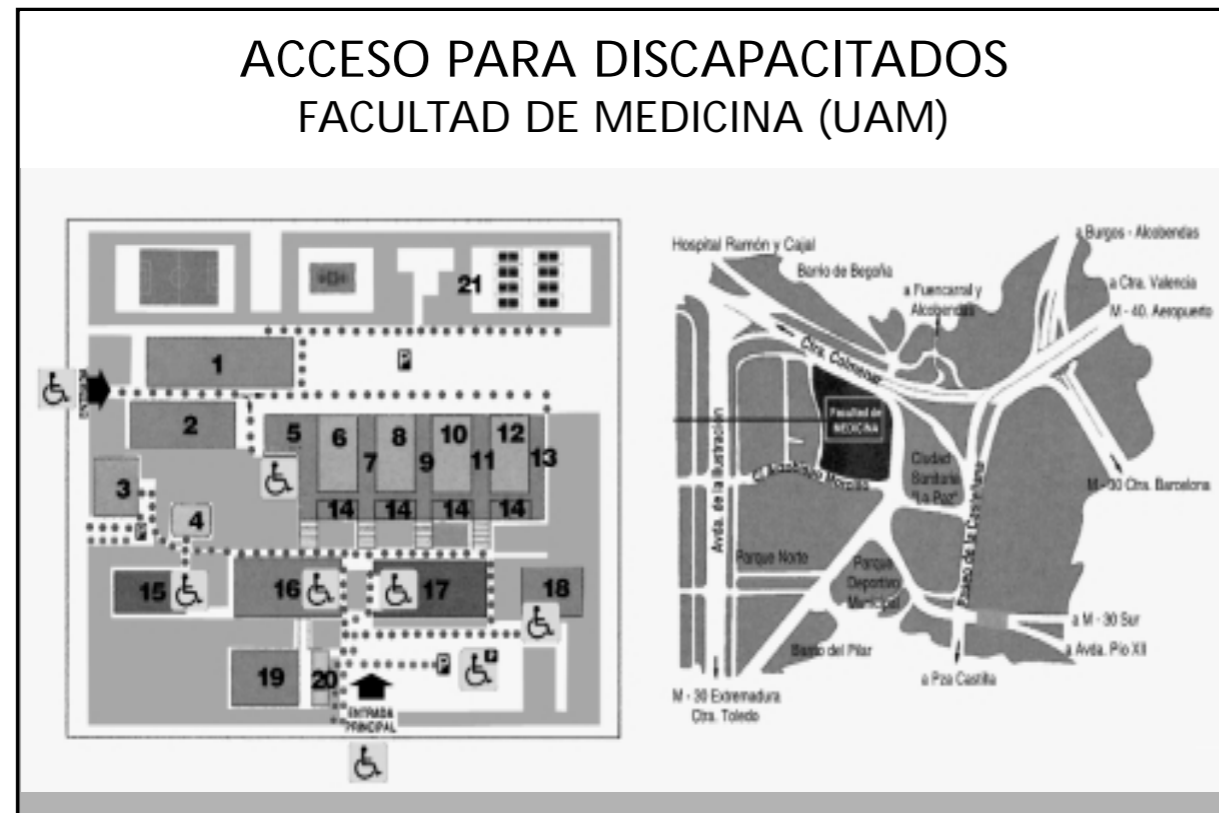 ACCESO PARA DISCAPACITADOS
FACULTAD DE MEDICINA (UAM)
21
1
P
ENTRADA
2
5
6
7
8
9
10
11
12
13
3
4
14
14
14
14
P
15
16
17
18
19
20
P
P
ENTRADA
PRINCIPAL
Hospital Ramón y Cajal
Barrio de Begoña
a Fuencarral y
Alcobendas
a Burgos - Alcobendas
a Ctra. Valencia
M - 40. Aeropuerto
Ctra. Colmenar
Facultad de
MEDICINA
Avda. de la Ilustración
C/ Arzobispo Morcillo
Ciudad
Sanitaria
"La Paz"
Paseo de la Castellana
M - 30 Ctra. Barcelona
Parque Norte
Parque
Deportivo
Municipal
Barrio del Pilar
a M - 30 Sur
a Avda. Pío XII
a Pza Castilla
M - 30 Extremadura
Ctra. Toledo